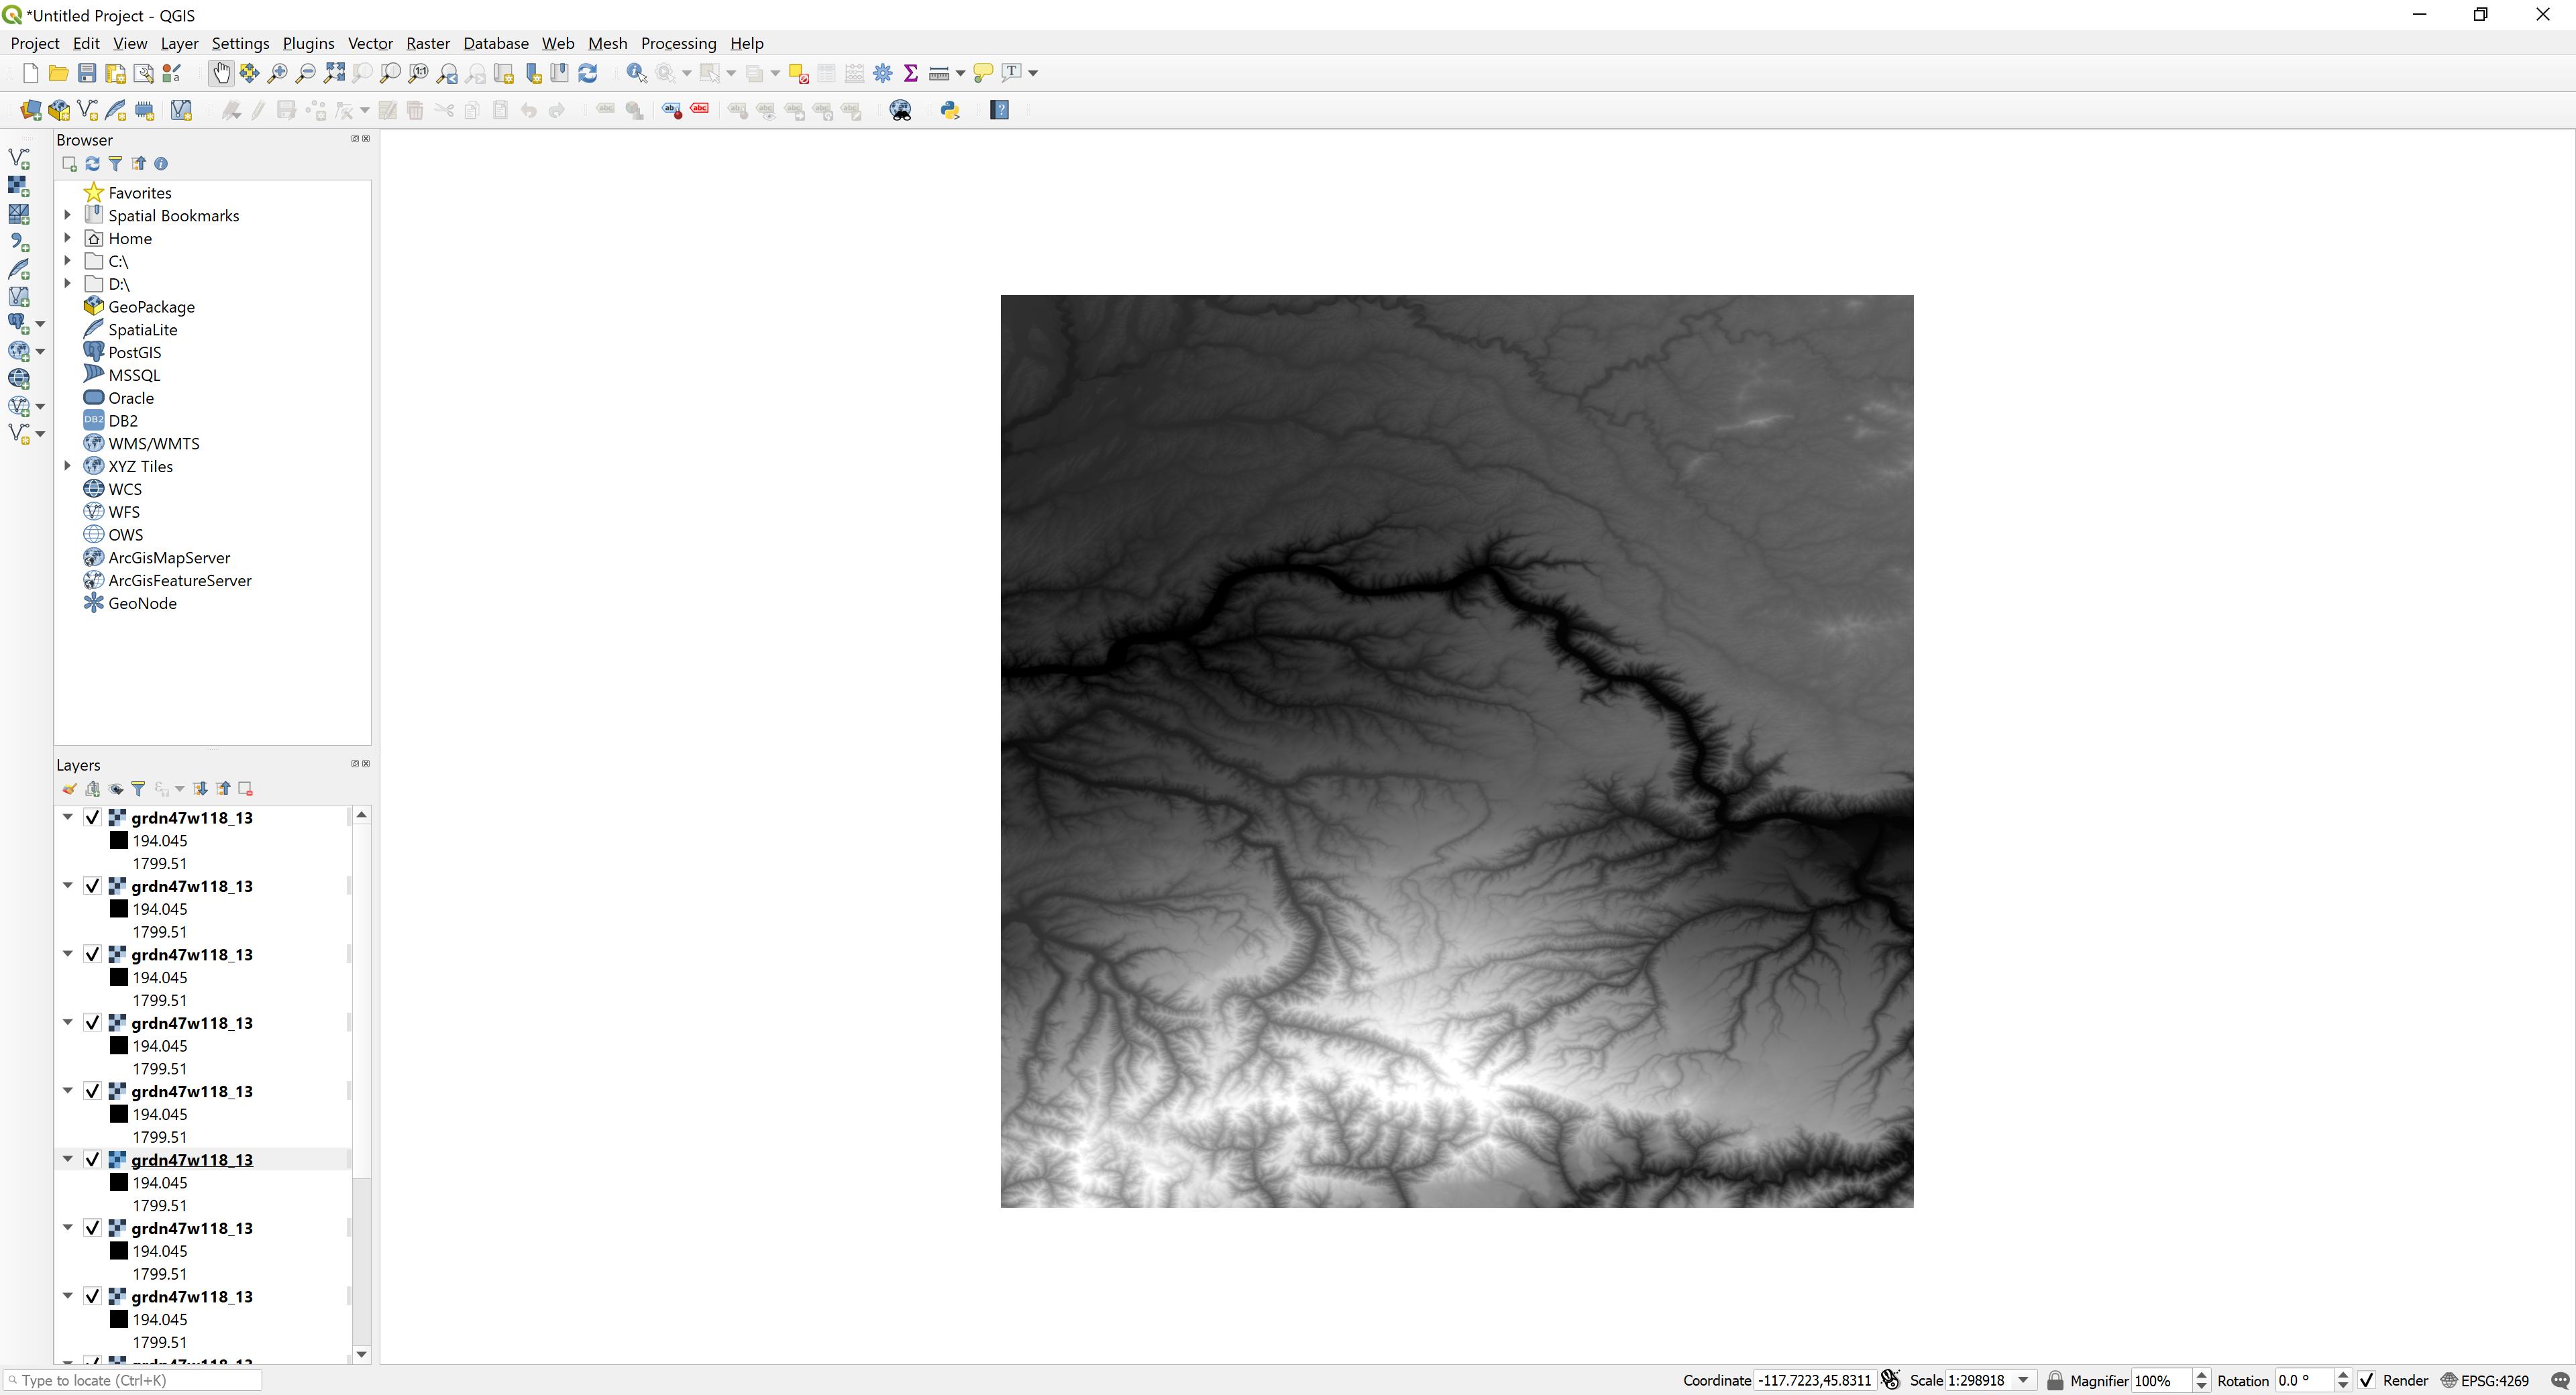 *Untitled Project - QGIS
Project Edit View Layer Settings Plugins Vector Raster Database Web Mesh Processing Help
Browser
Favorites
Spatial Bookmarks
Home
C:\
D:\
GeoPackage
SpatiaLite
PostGIS
MSSQL
Oracle
DB2 DB2
WMS/WMTS
XYZ Tiles
WCS
WFS
OWS
ArcGisMapServer
ArcGisFeatureServer
GeoNode
Layers
grdn47w118_13
194.045
1799.51
grdn47w118_13
194.045
1799.51
grdn47w118_13
194.045
1799.51
grdn47w118_13
194.045
1799.51
grdn47w118_13
194.045
1799.51
grdn47w118_13
194.045
1799.51
grdn47w118_13
194.045
1799.51
grdn47w118_13
194.045
1799.51
Type to locate (Ctrl+K) Coordinate -117.7223,45.8311 Scale 1:298918 Magnifier 100% Rotation 0.0 ° Render EPSG:4269